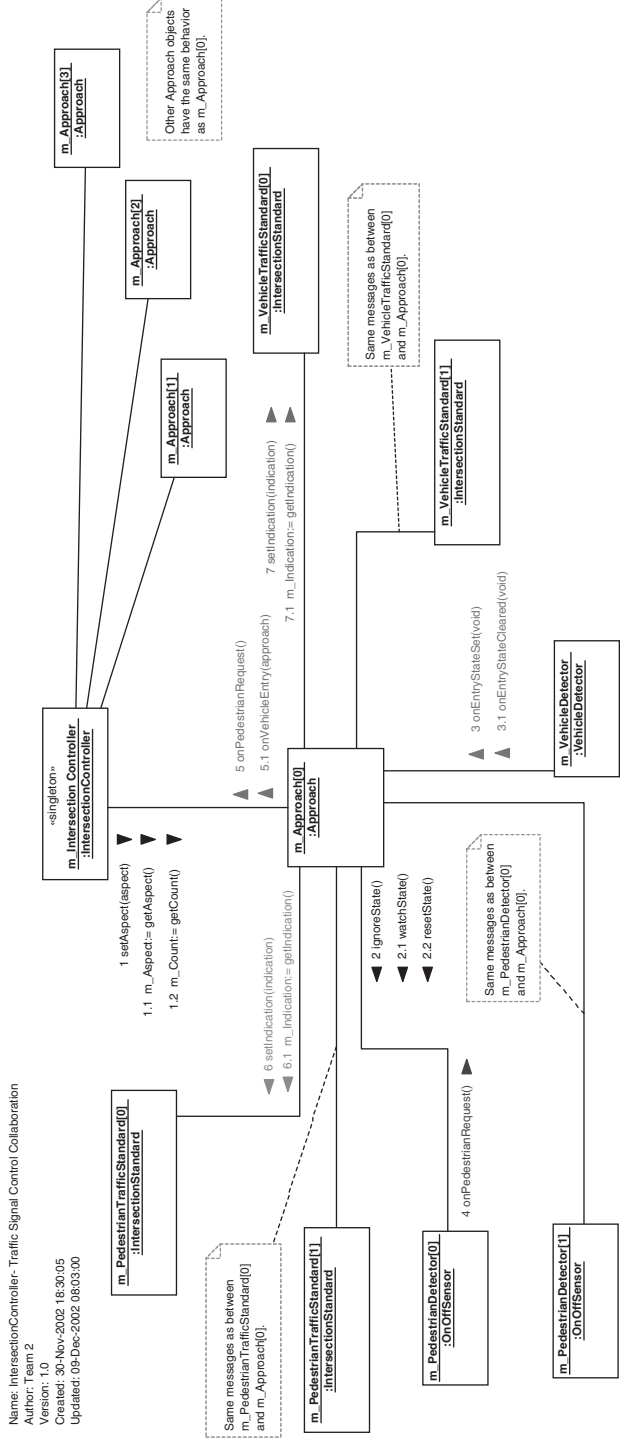 Name: IntersectionController- Traffic Signal Control Collaboration
Author: Team 2
Version: 1.0
Created: 30-Nov-2002 18:30:05
Updated: 09-Dec-2002 08:03:00
«singleton»
m_Intersection Controller
:IntersectionController
m_Approach[3]
:Approach
Other Approach objects
have the same behavior
as m_Approach[0].
m_Approach[2]
:Approach
m_Approach[1]
:Approach
1 setAspect(aspect)
1.1 m_Aspect:= getAspect()
1.2 m_Count:= getCount()
5 onPedestrianRequest()
5.1 onVehicleEntry(approach)
m_PedestrianTrafficStandard[0]
:IntersectionStandard
6 setIndication(indication)
6.1 m_Indication:= getIndication()
m_Approach[0]
:Approach
7 setIndication(indication)
7.1 m_Indication:= getIndication()
m_VehicleTrafficStandard[0]
:IntersectionStandard
Same messages as between
m_PedestrianTrafficStandard[0]
and m_Approach[0].
m_PedestrianTrafficStandard[1]
:IntersectionStandard
2 ignoreState()
2.1 watchState()
2.2 resetState()
Same messages as between
m_VehicleTrafficStandard[0]
and m_Approach[0].
m_VehicleTrafficStandard[1]
:IntersectionStandard
m_PedestrianDetector[0]
:OnOffSensor
4 onPedestrianRequest()
Same messages as between
m_PedestrianDetector[0]
and m_Approach[0].
3 onEntryStateSet(void)
3.1 onEntryStateCleared(void)
m_PedestrianDetector[1]
:OnOffSensor
m_VehicleDetector
:VehicleDetector